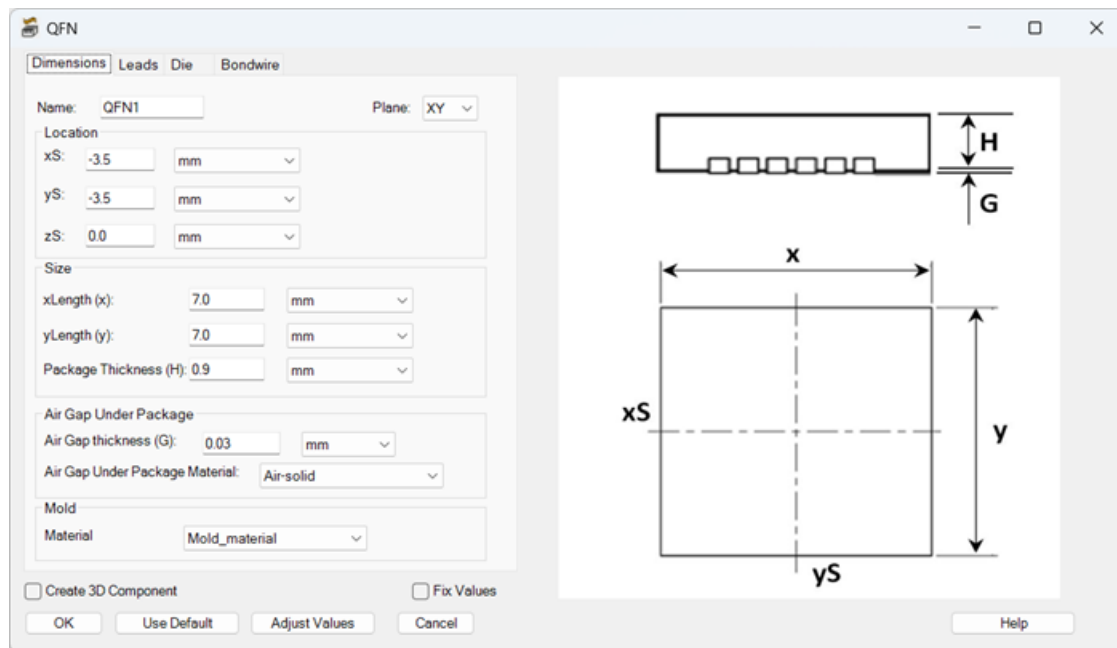 QFN
Dimensions Leads Die Bondwire
Name: QFN1 Plane: XY
Location
xS: -3.5 mm
yS: -3.5 mm
zS: 0.0 mm
Size
xLength (x): 7.0 mm
yLength (y): 7.0 mm
Package Thickness (H): 0.9 mm
Air Gap Under Package
Air Gap thickness (G): 0.03 mm
Air Gap Under Package Material: Air-solid
Mold
Material Mold_material
Create 3D Component Fix Values
OK Use Default Adjust Values Cancel
H
G
x
xS
y
yS
Help